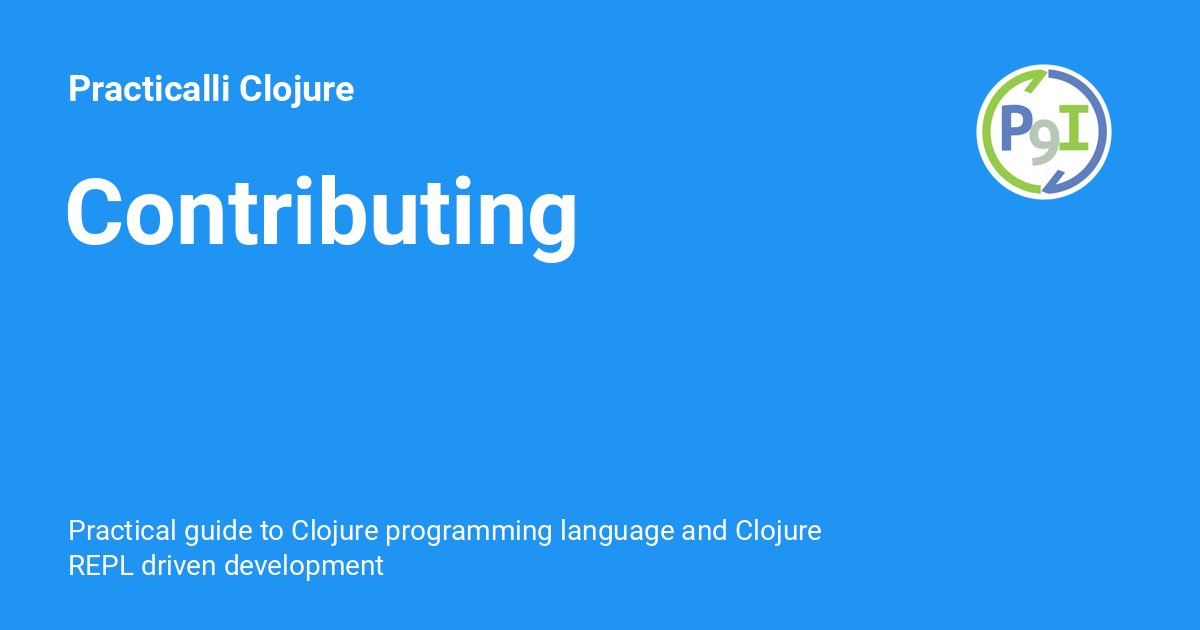 Practicalli Clojure
P9I
Contributing
Practical guide to Clojure programming language and Clojure
REPL driven development